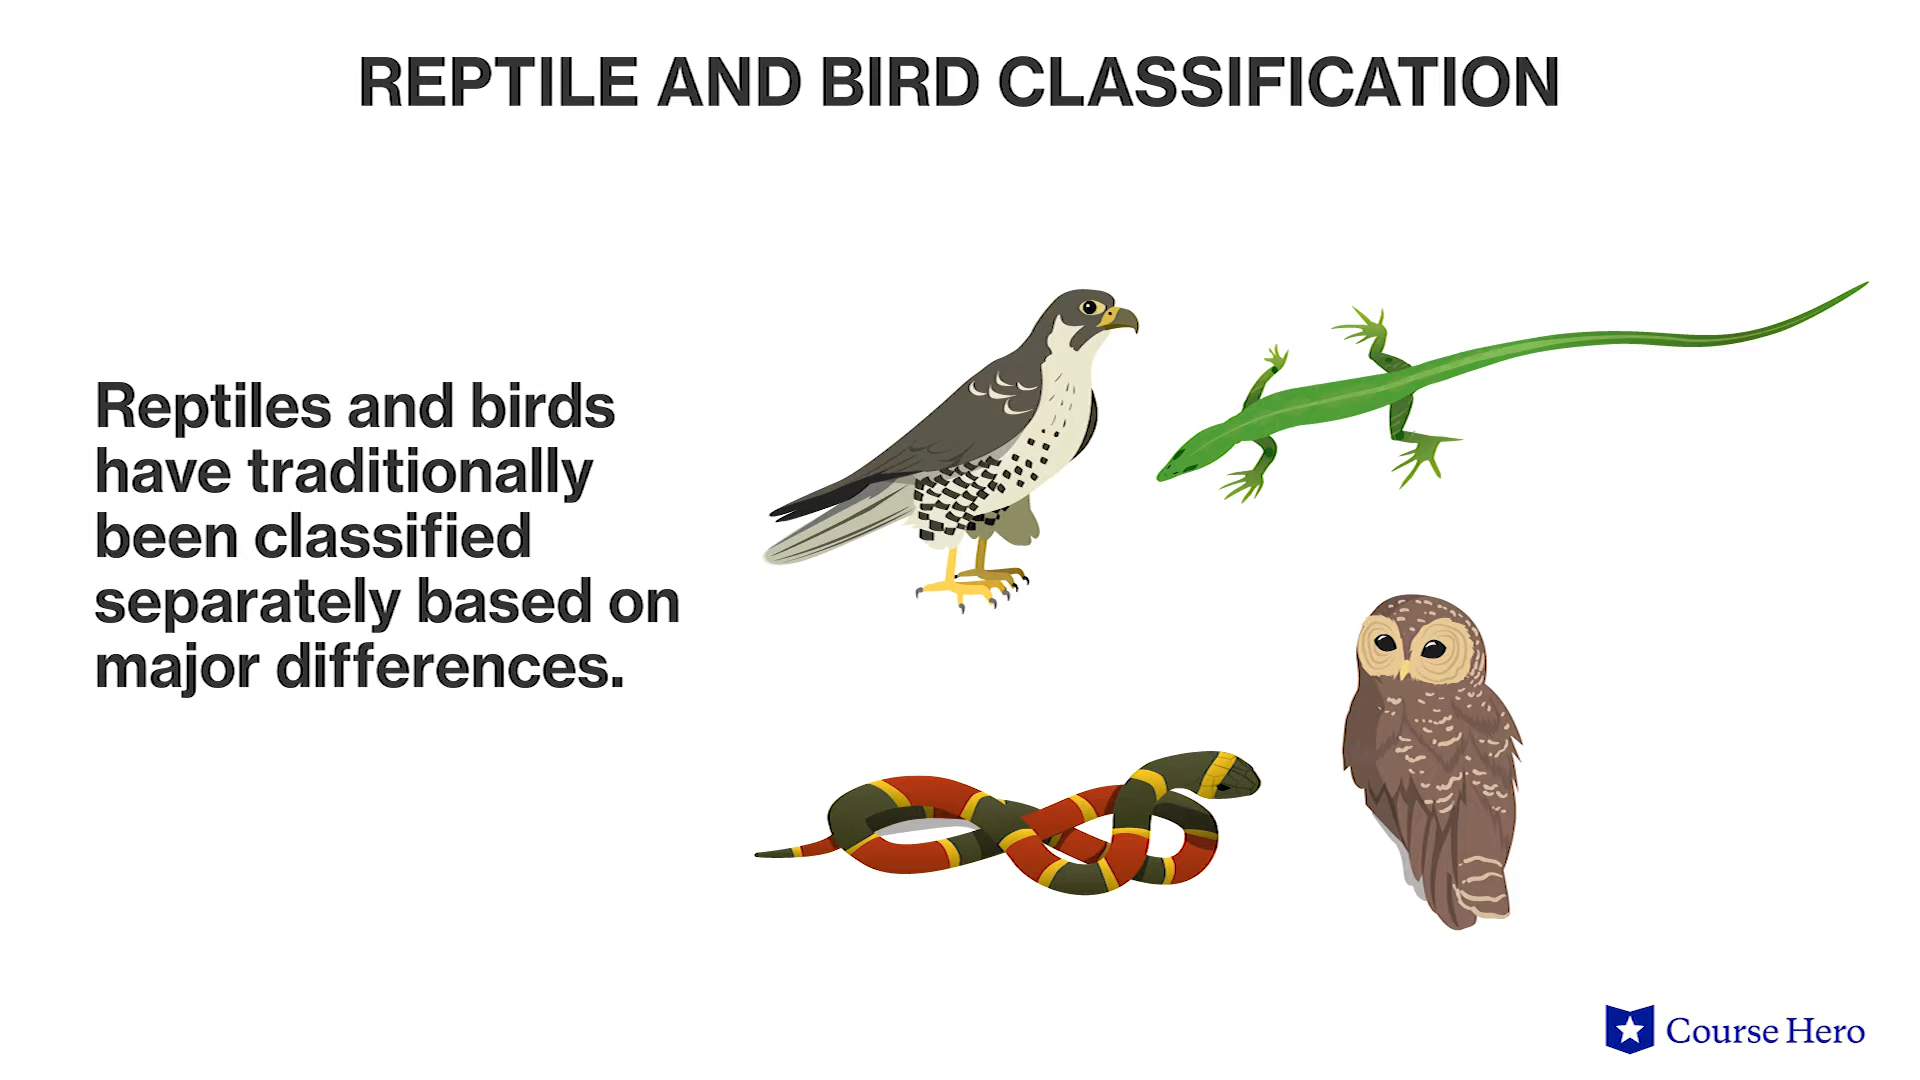 REPTILE AND BIRD CLASSIFICATION
Reptiles and birds
have traditionally
been classified
separately based on
major differences.
Course Hero